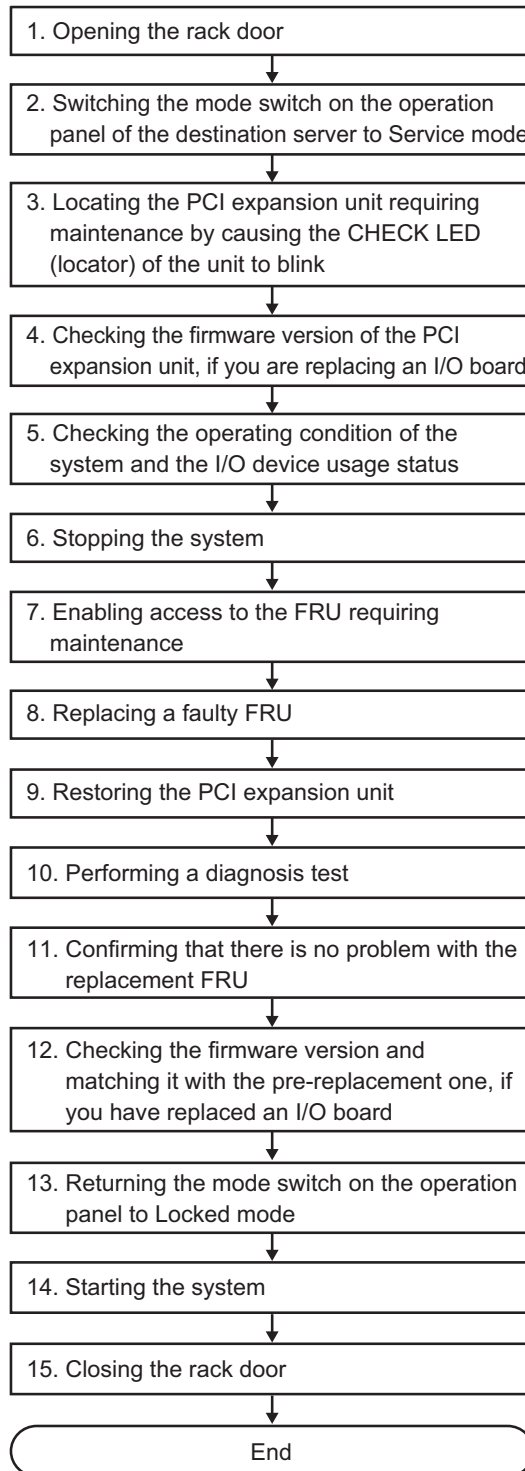 1. Opening the rack door
2. Switching the mode switch on the operation
panel of the destination server to Service mode
3. Locating the PCI expansion unit requiring
maintenance by causing the CHECK LED
(locator) of the unit to blink
4. Checking the firmware version of the PCI
expansion unit, if you are replacing an I/O board
5. Checking the operating condition of the
system and the I/O device usage status
6. Stopping the system
7. Enabling access to the FRU requiring
maintenance
8. Replacing a faulty FRU
9. Restoring the PCI expansion unit
10. Performing a diagnosis test
11. Confirming that there is no problem with the
replacement FRU
12. Checking the firmware version and
matching it with the pre-replacement one, if
you have replaced an I/O board
13. Returning the mode switch on the operation
panel to Locked mode
14. Starting the system
15. Closing the rack door
End